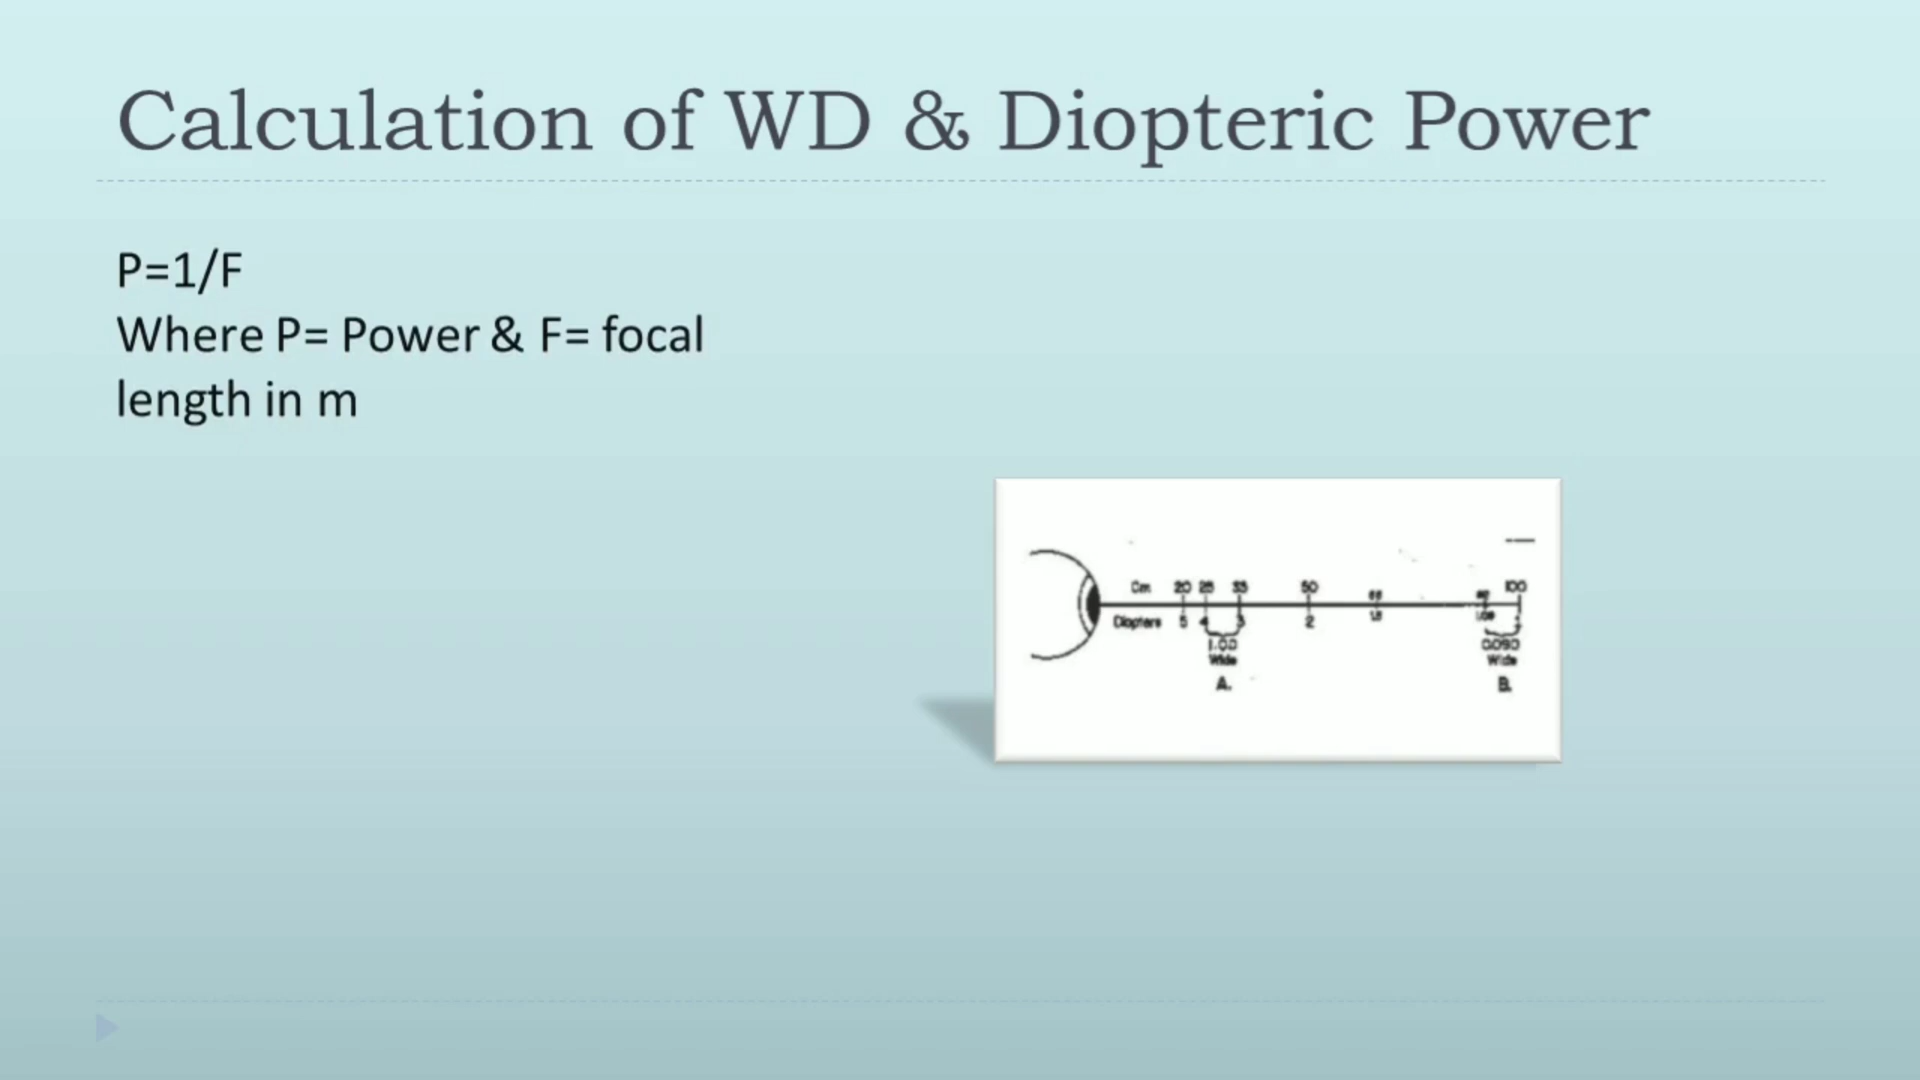 Calculation of WD & Diopteric Power
P=1/F
Where P= Power & F= focal
length in m
Cm 20 25 33 50 100
Diopters 5 4 3 2
1.00
Wide Wide
A. B.